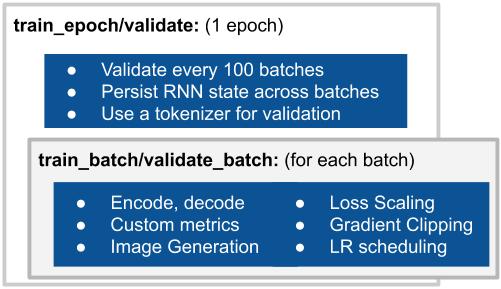 train_epoch/validate: (1 epoch)
● Validate every 100 batches
● Persist RNN state across batches
● Use a tokenizer for validation
train_batch/validate_batch: (for each batch)
● Encode, decode
● Custom metrics
● Image Generation
● Loss Scaling
● Gradient Clipping
● LR scheduling